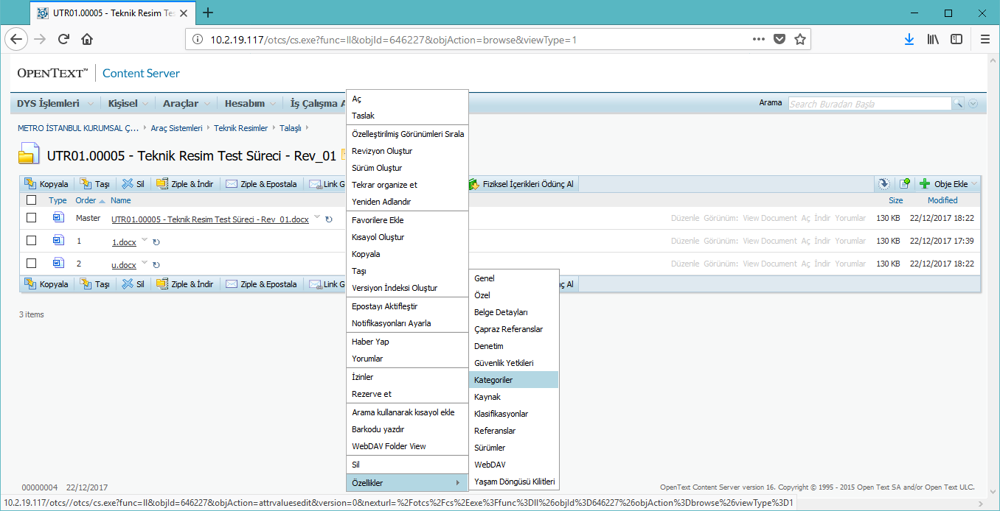 UTR01.00005 - Teknik Resim Te
10.2.19.117/otcs/cs.exe?func=ll&objId=646227&objAction=browse&viewType=1
OPENTEXT™ Content Server
DYS İşlemleri Kişisel Araçlar Hesabım İş Çalışma A
Arama Search Buradan Başla
METRO İSTANBUL KURUMSAL Ç... Araç Sistemleri Teknik Resimler Talaşlı
UTR01.00005 - Teknik Resim Test Süreci - Rev_01
Kopyala Taşı Sil Ziple & İndir Ziple & Epostala Link G Fiziksel İçerikleri Ödünç Al Obje Ekle
Type Order Name Size Modified
Master UTR01.00005 - Teknik Resim Test Süreci - Rev_01.docx Düzenle Görünüm: View Document Aç İndir Yorumlar 130 KB 22/12/2017 18:22
1 1.docx Düzenle Görünüm: View Document Aç İndir Yorumlar 130 KB 22/12/2017 17:39
2 u.docx Düzenle Görünüm: View Document Aç İndir Yorumlar 130 KB 22/12/2017 18:22
Kopyala Taşı Sil Ziple & İndir Ziple & Epostala Link G ç Al
3 items
Aç
Taslak
Özelleştirilmiş Görünümleri Sırala
Revizyon Oluştur
Sürüm Oluştur
Tekrar organize et
Yeniden Adlandır
Favorilere Ekle
Kısayol Oluştur
Kopyala
Taşı
Versiyon İndeksi Oluştur
Epostayı Aktifleştir
Notifikasyonları Ayarla
Haber Yap
Yorumlar
İzinler
Rezerve et
Arama kullanarak kısayol ekle
Barkodu yazdır
WebDAV Folder View
Sil
Özellikler
Genel
Özel
Belge Detayları
Çapraz Referanslar
Denetim
Güvenlik Yetkileri
Kategoriler
Kaynak
Klasifikasyonlar
Referanslar
Sürümler
WebDAV
Yaşam Döngüsü Kilitleri
00000004 22/12/2017
OpenText Content Server version 16. Copyright © 1995 - 2015 Open Text SA and/or Open Text ULC.
10.2.19.117/otcs//otcs/cs.exe?func=ll&objId=646227&objAction=attrvaluesedit&version=0&nexturl=%2Fotcs%2Fcs%2Eexe%3Ffunc%3Dll%26objId%3D646227%26objAction%3Dbrowse%26viewType%3D1